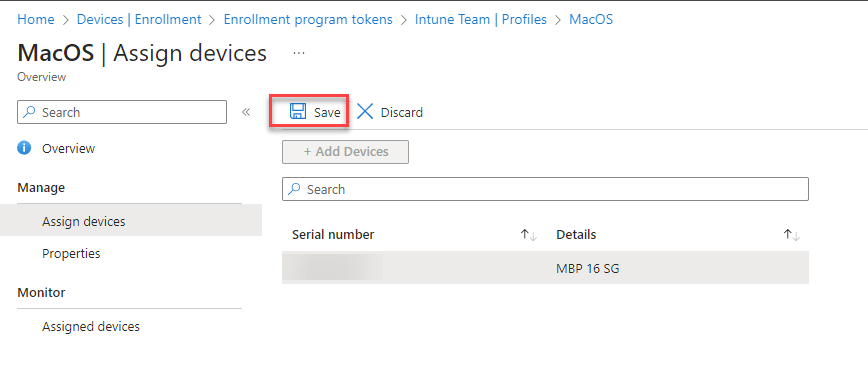 Home > Devices | Enrollment > Enrollment program tokens > Intune Team | Profiles > MacOS
MacOS | Assign devices ...
Overview
Search «
Save Discard
Overview
+ Add Devices
Manage
Search
Assign devices
Serial number ↑↓ Details ↑↓
Properties
MBP 16 SG
Monitor
Assigned devices